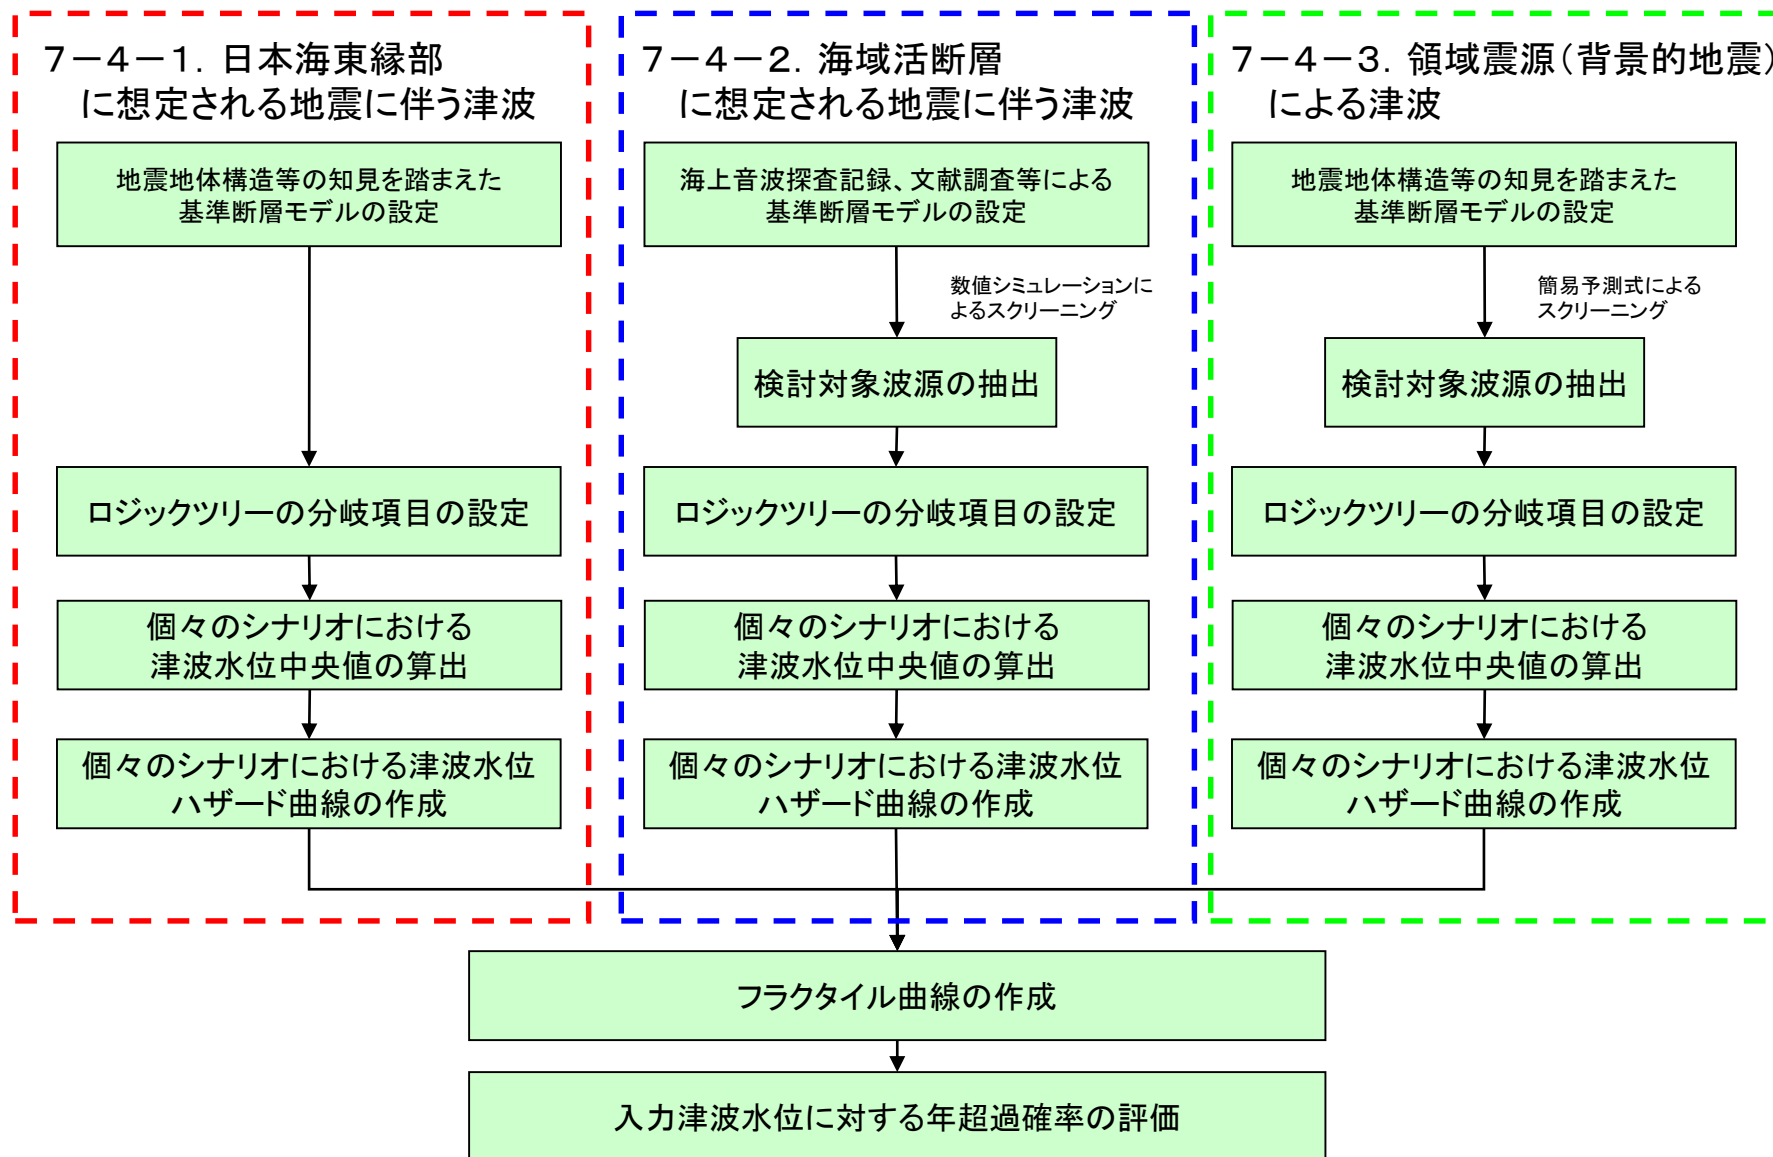 7-4-1. 日本海東縁部
に想定される地震に伴う津波
地震地体構造等の知見を踏まえた
基準断層モデルの設定
ロジックツリーの分岐項目の設定
個々のシナリオにおける
津波水位中央値の算出
個々のシナリオにおける津波水位
ハザード曲線の作成
7-4-2. 海域活断層
に想定される地震に伴う津波
海上音波探査記録、文献調査等による
基準断層モデルの設定
数値シミュレーションに
よるスクリーニング
検討対象波源の抽出
ロジックツリーの分岐項目の設定
個々のシナリオにおける
津波水位中央値の算出
個々のシナリオにおける津波水位
ハザード曲線の作成
7-4-3. 領域震源(背景的地震)
による津波
地震地体構造等の知見を踏まえた
基準断層モデルの設定
簡易予測式による
スクリーニング
検討対象波源の抽出
ロジックツリーの分岐項目の設定
個々のシナリオにおける
津波水位中央値の算出
個々のシナリオにおける津波水位
ハザード曲線の作成
フラクタイル曲線の作成
入力津波水位に対する年超過確率の評価